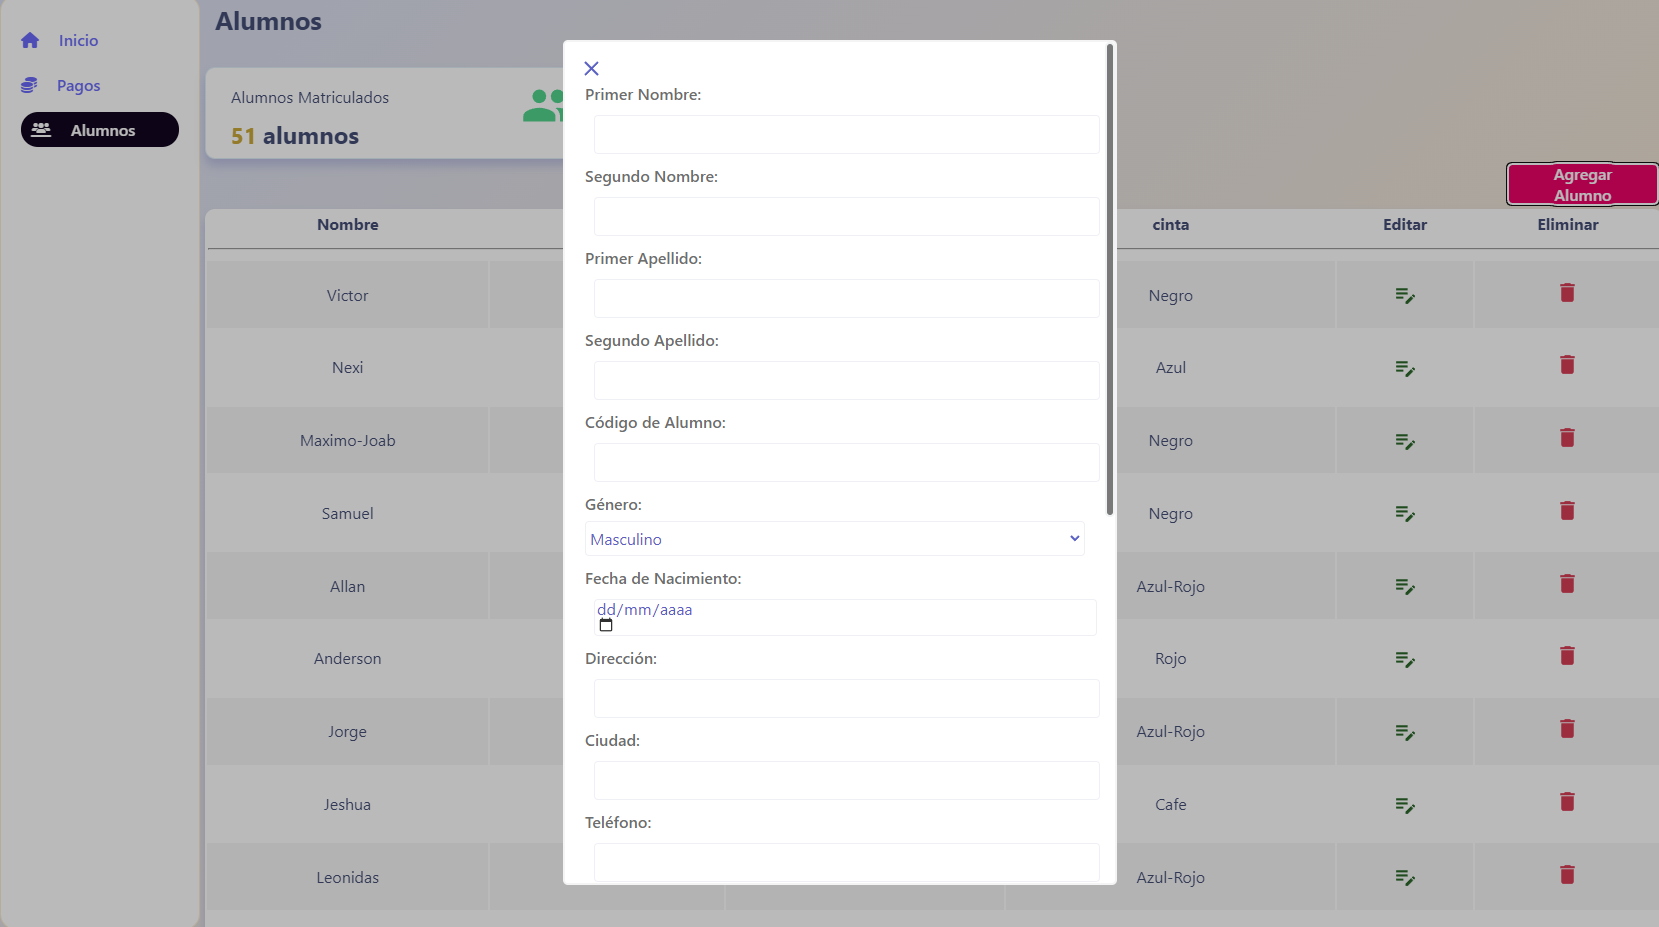 Inicio
Pagos
Alumnos
Alumnos
Alumnos Matriculados
51 alumnos
Agregar
Alumno
Nombre
cinta
Editar
Eliminar
Victor
Negro
Nexi
Azul
Maximo-Joab
Negro
Samuel
Negro
Allan
Azul-Rojo
Anderson
Rojo
Jorge
Azul-Rojo
Jeshua
Cafe
Leonidas
Azul-Rojo
Primer Nombre:
Segundo Nombre:
Primer Apellido:
Segundo Apellido:
Código de Alumno:
Género:
Masculino
Fecha de Nacimiento:
dd/mm/aaaa
Dirección:
Ciudad:
Teléfono: